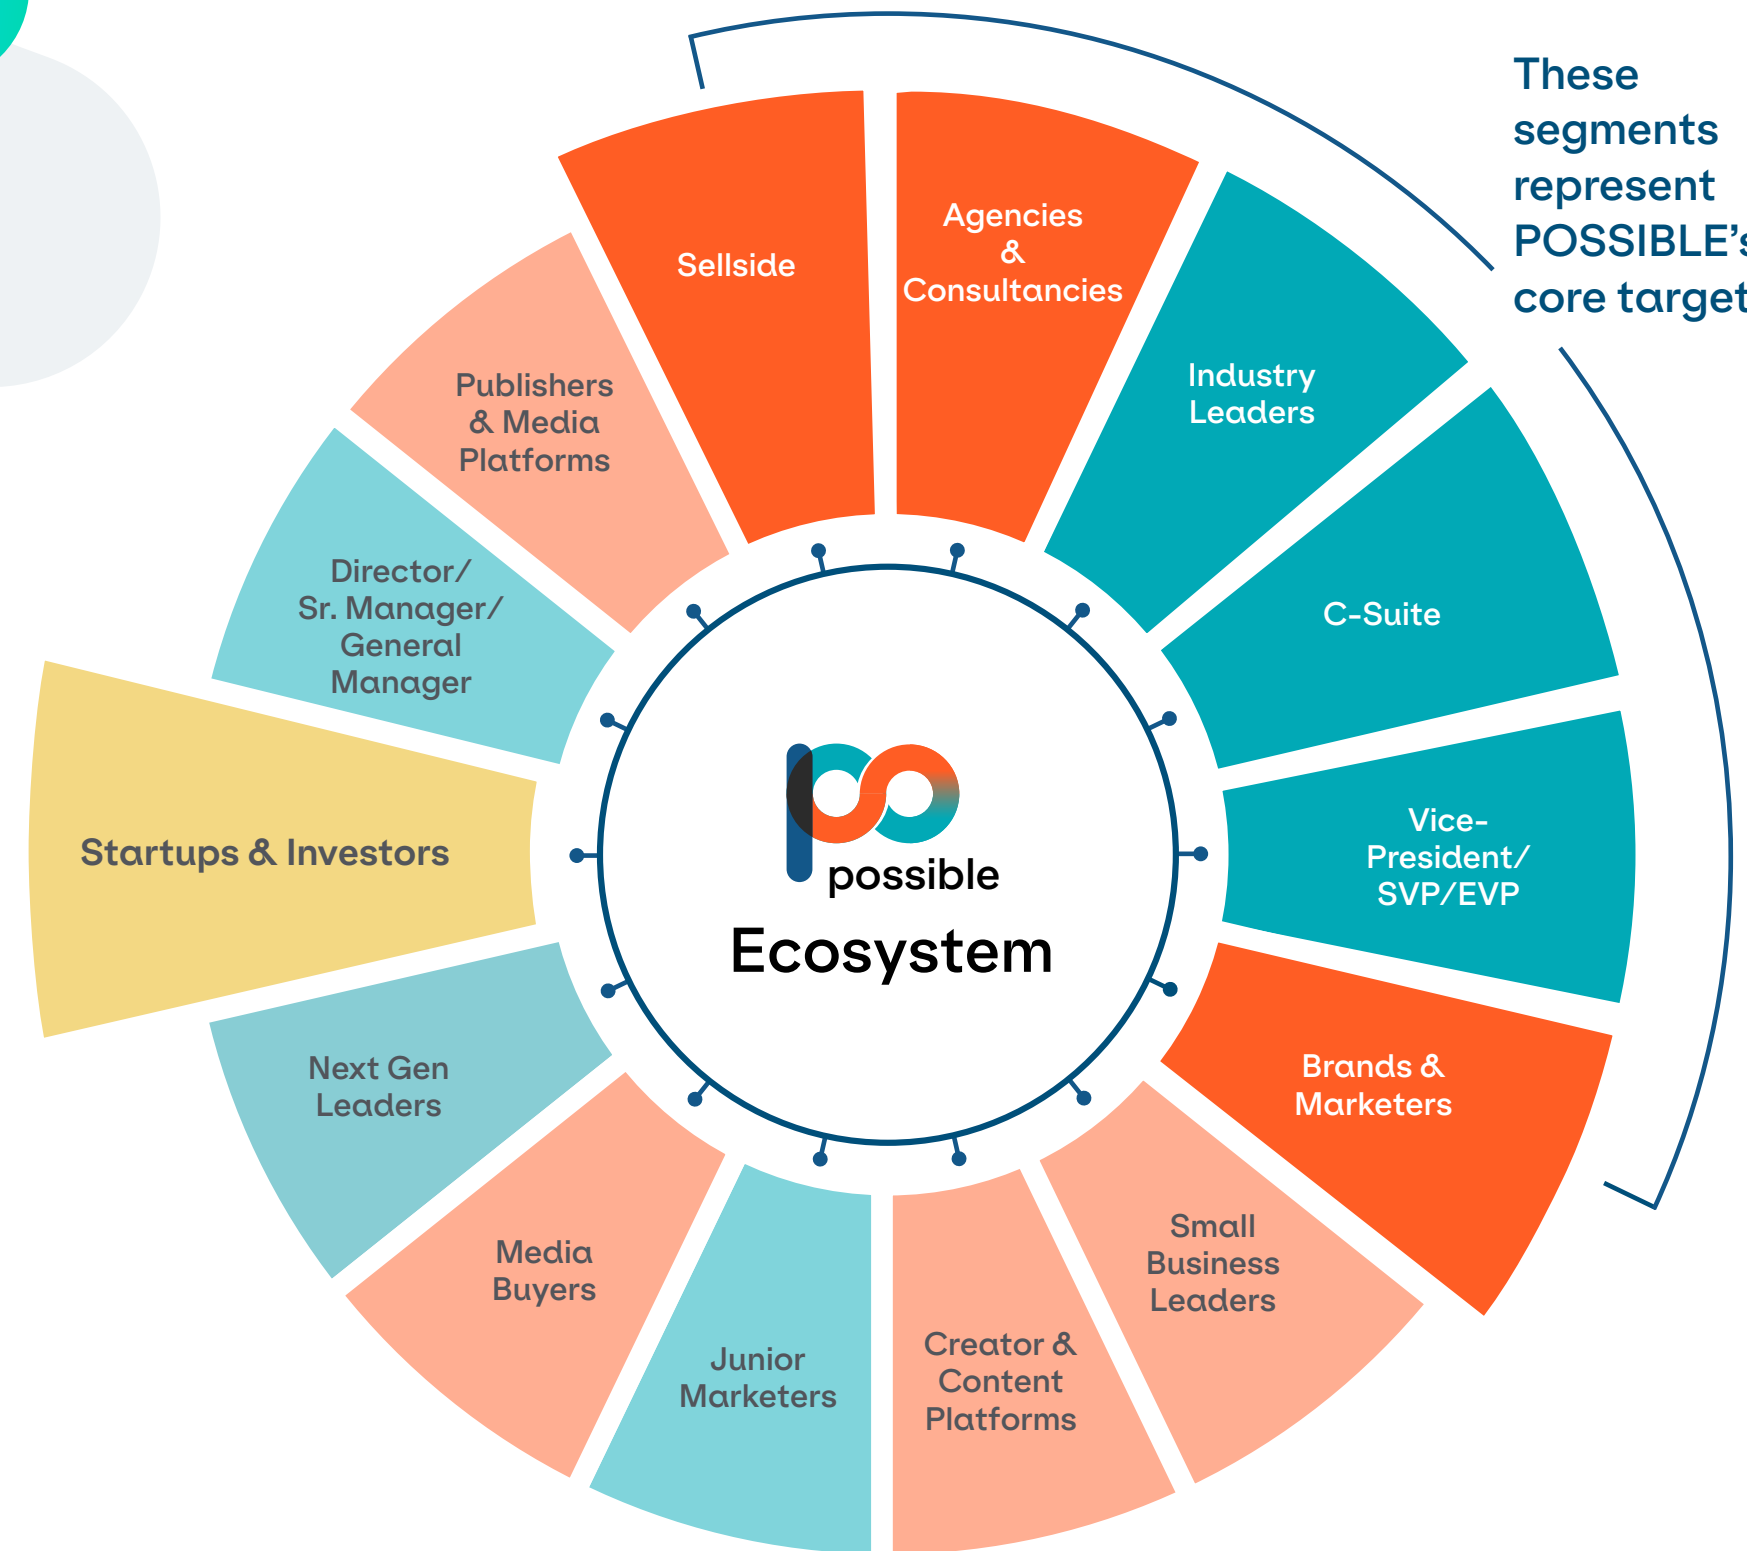 These
segments
represent
POSSIBLE's
core target
Sellside
Agencies
&
Consultancies
Industry
Leaders
C-Suite
Vice-
President/
SVP/EVP
Brands &
Marketers
Small
Business
Leaders
Creator &
Content
Platforms
Junior
Marketers
Media
Buyers
Next Gen
Leaders
Startups & Investors
Director/
Sr. Manager/
General
Manager
Publishers
& Media
Platforms
possible
Ecosystem